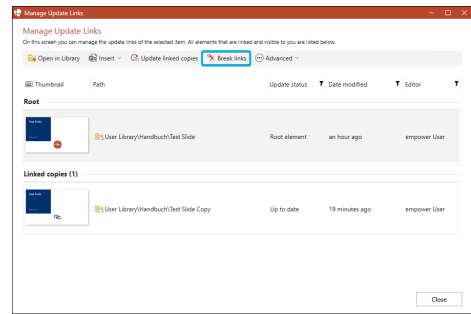 Manage Update Links
Manage Update Links
On this screen you can manage the update links of the selected item. All elements that are linked and visible to you are listed below.
Open in Library Insert Update linked copies Break links Advanced
Thumbnail Path Update status Date modified Editor
Root
Test Folie
User Library\Handbuch\Test Slide Root element an hour ago empower User
Linked copies (1)
Test Folie
User Library\Handbuch\Test Slide Copy Up to date 19 minutes ago empower User
Close